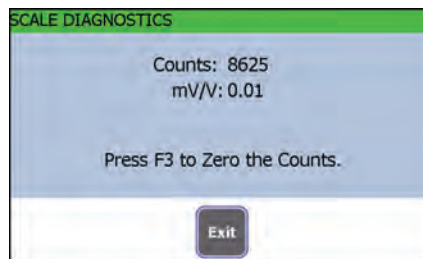 SCALE DIAGNOSTICS
Counts: 8625
mV/V: 0.01
Press F3 to Zero the Counts.
Exit